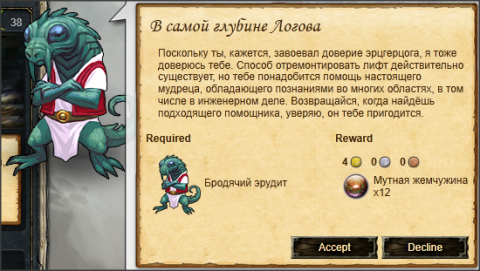 38
В самой глубине Логова
Поскольку ты, кажется, завоевал доверие эрцгерцога, я тоже
доверюсь тебе. Способ отремонтировать лифт действительно
существует, но тебе понадобится помощь настоящего
мудреца, обладающего познаниями во многих областях, в том
числе в инженерном деле. Возвращайся, когда найдёшь
подходящего помощника, уверяю, он тебе пригодится.
Required
Reward
4 0 0
Бродячий эрудит
Мутная жемчужина
x12
Accept
Decline